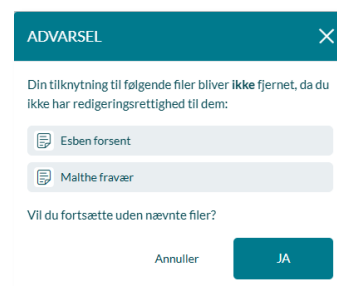 ADVARSEL
Din tilknytning til følgende filer bliver ikke fjernet, da du
ikke har redigeringsrettighed til dem:
Esben forsent
Malthe fravær
Vil du fortsætte uden nævnte filer?
Annuller
JA